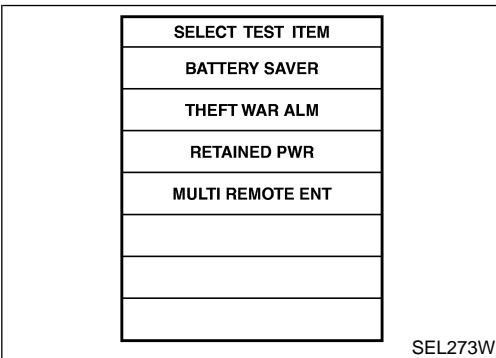 SELECT TEST ITEM
BATTERY SAVER
THEFT WAR ALM
RETAINED PWR
MULTI REMOTE ENT
SEL273W